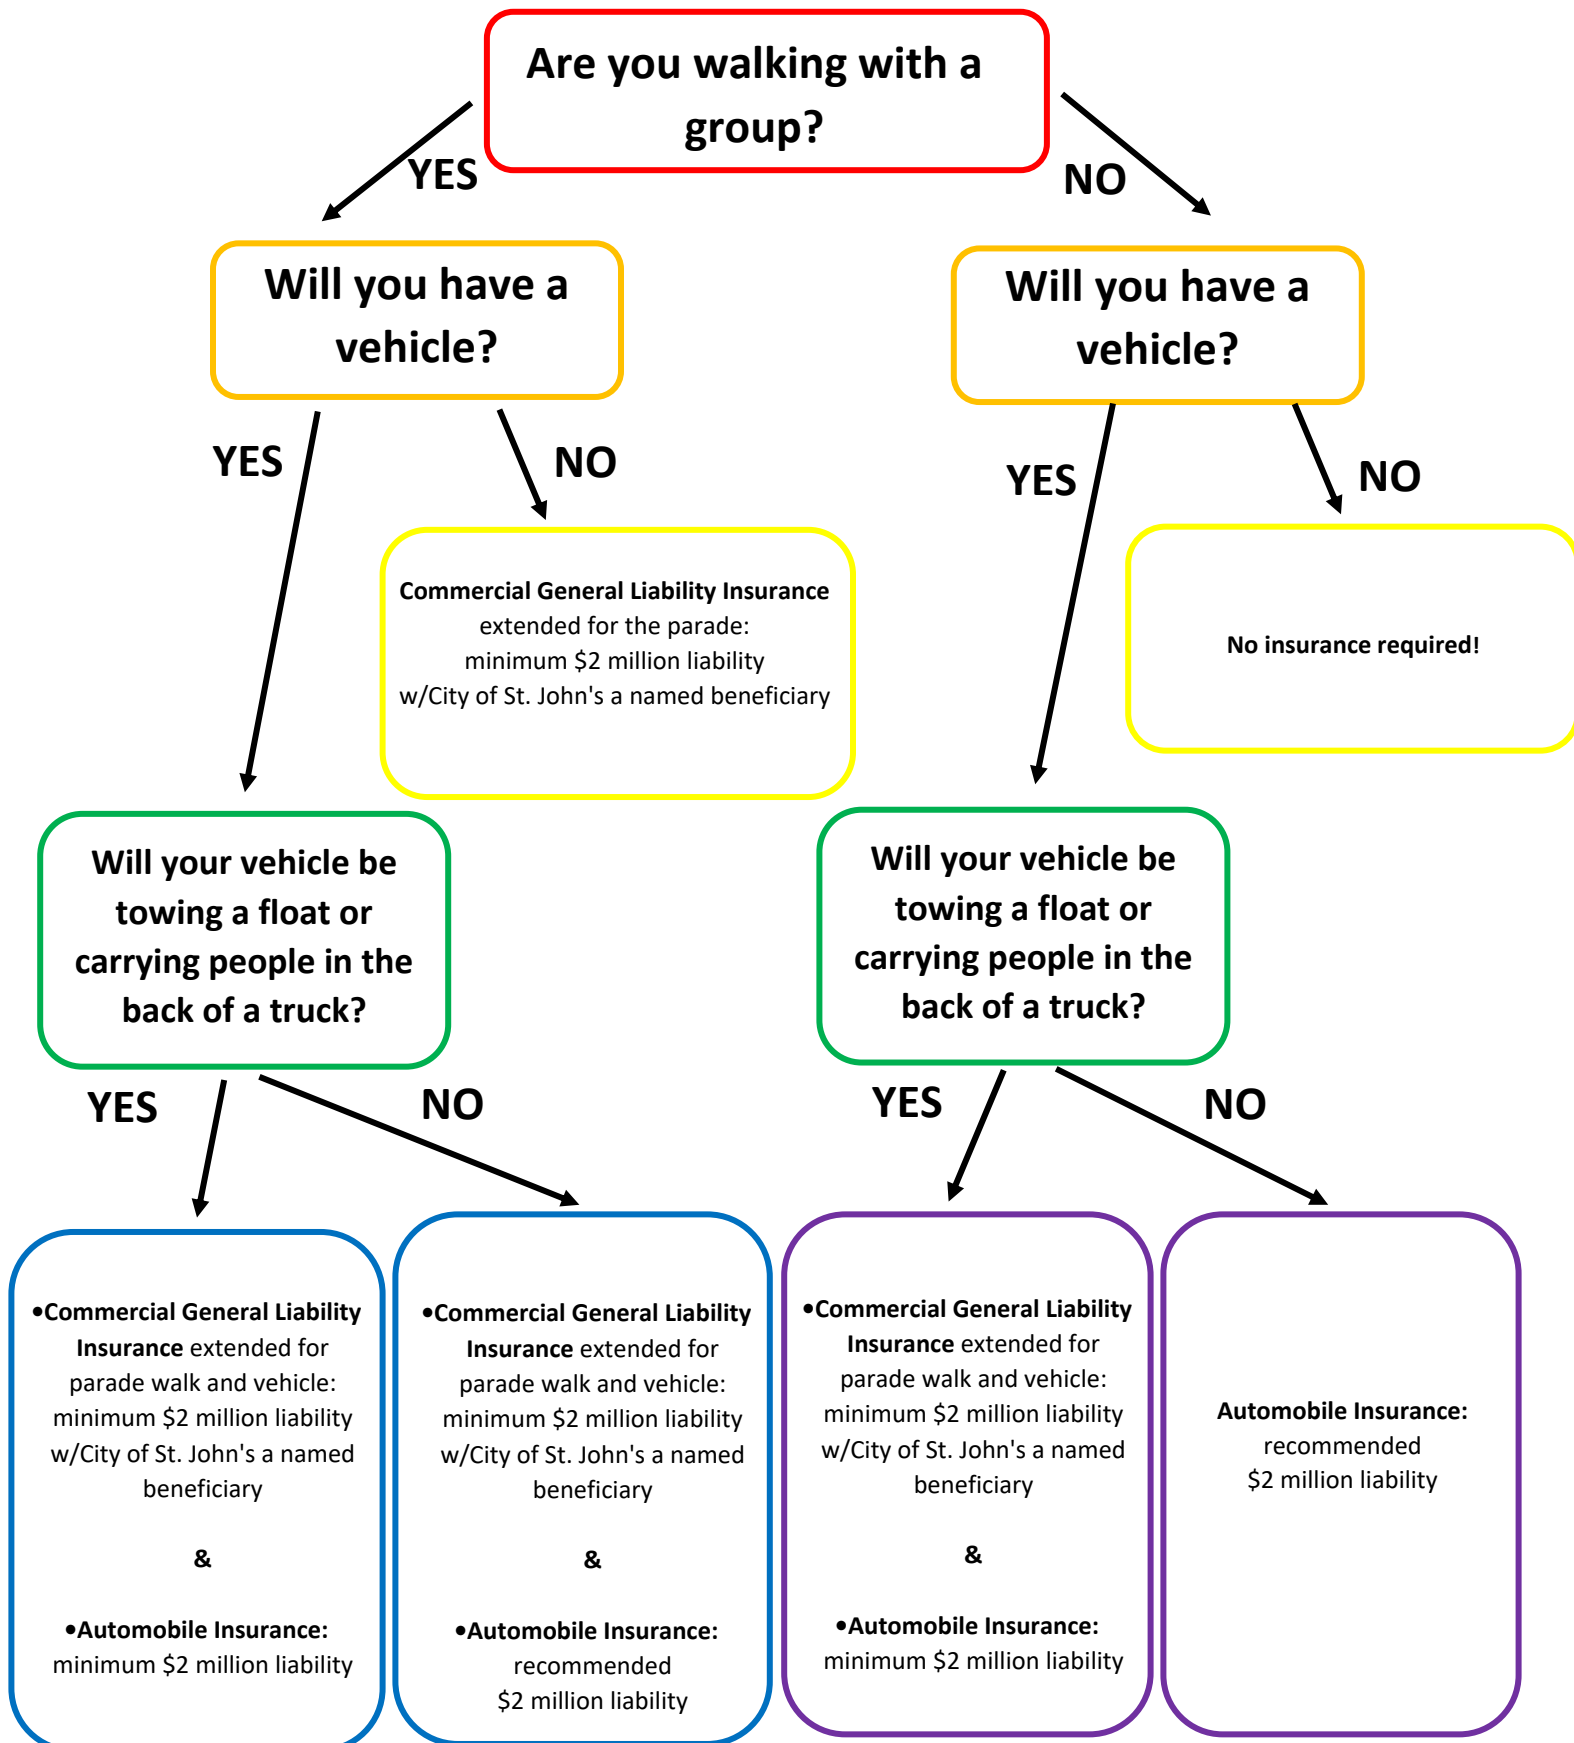 Are you walking with a
group?
YES
NO
Will you have a
vehicle?
Will you have a
vehicle?
YES
NO
YES
NO
Commercial General Liability Insurance
extended for the parade:
minimum $2 million liability
w/City of St. John's a named beneficiary
No insurance required!
Will your vehicle be
towing a float or
carrying people in the
back of a truck?
Will your vehicle be
towing a float or
carrying people in the
back of a truck?
YES
NO
YES
NO
•Commercial General Liability
Insurance extended for
parade walk and vehicle:
minimum $2 million liability
w/City of St. John's a named
beneficiary
&
•Automobile Insurance:
minimum $2 million liability
•Commercial General Liability
Insurance extended for
parade walk and vehicle:
minimum $2 million liability
w/City of St. John's a named
beneficiary
&
•Automobile Insurance:
recommended
$2 million liability
•Commercial General Liability
Insurance extended for
parade walk and vehicle:
minimum $2 million liability
w/City of St. John's a named
beneficiary
&
•Automobile Insurance:
minimum $2 million liability
Automobile Insurance:
recommended
$2 million liability